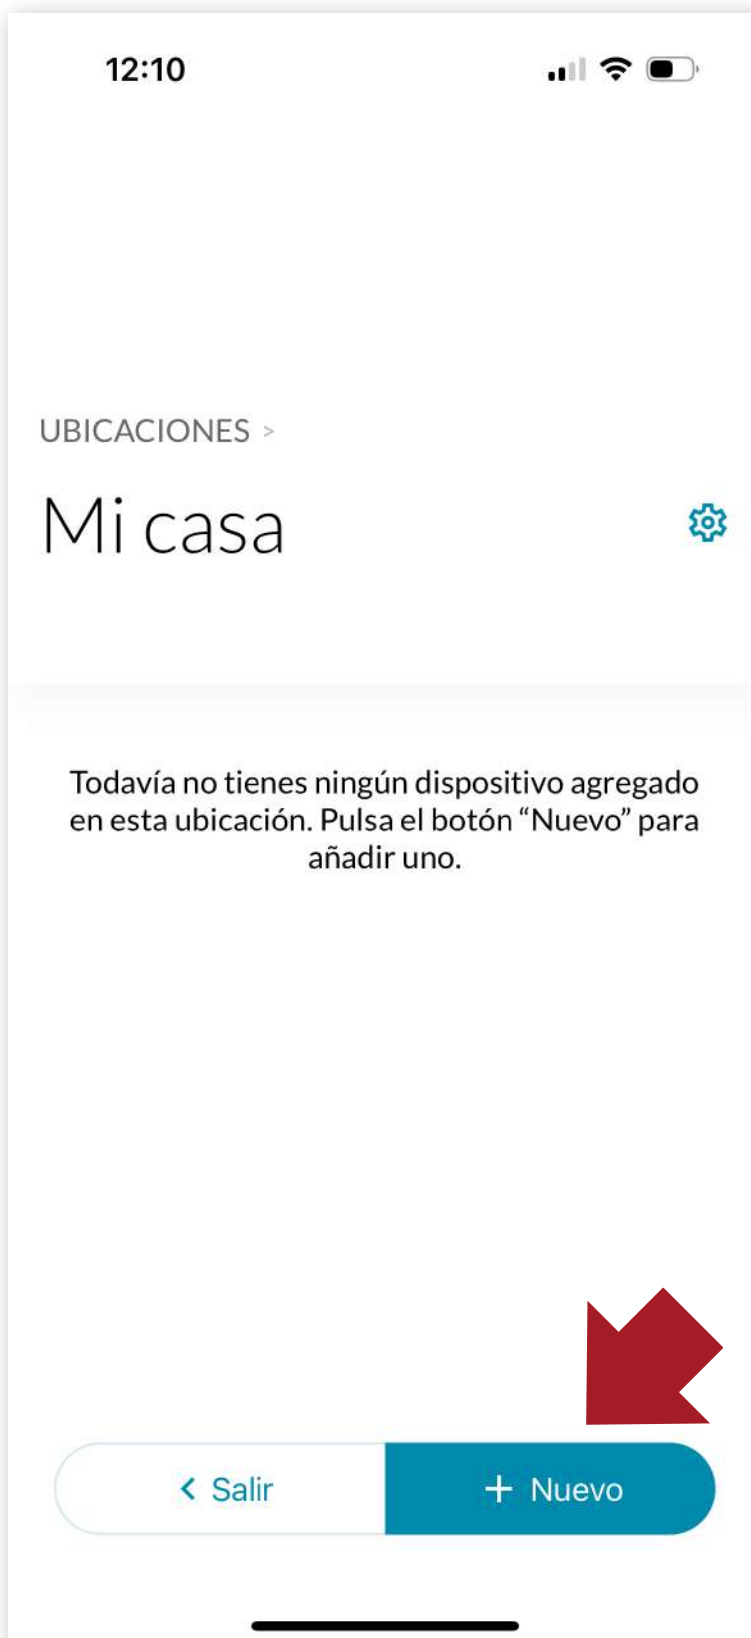 12:10
UBICACIONES >
Mi casa
Todavía no tienes ningún dispositivo agregado
en esta ubicación. Pulsa el botón “Nuevo” para
añadir uno.
< Salir
+ Nuevo